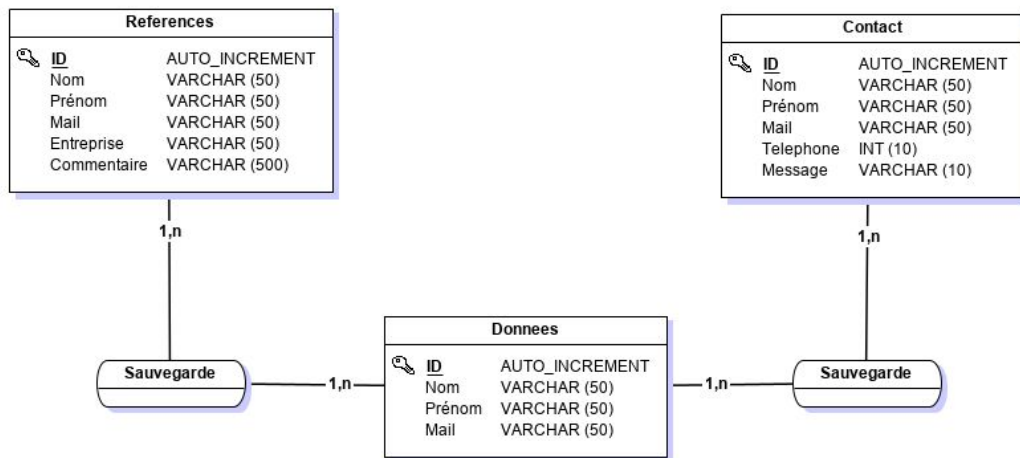 References
ID AUTO_INCREMENT
Nom VARCHAR (50)
Prénom VARCHAR (50)
Mail VARCHAR (50)
Entreprise VARCHAR (50)
Commentaire VARCHAR (500)
1,n
Contact
ID AUTO_INCREMENT
Nom VARCHAR (50)
Prénom VARCHAR (50)
Mail VARCHAR (50)
Telephone INT (10)
Message VARCHAR (10)
1,n
Sauvegarde
1,n
Donnees
ID AUTO_INCREMENT
Nom VARCHAR (50)
Prénom VARCHAR (50)
Mail VARCHAR (50)
1,n
Sauvegarde